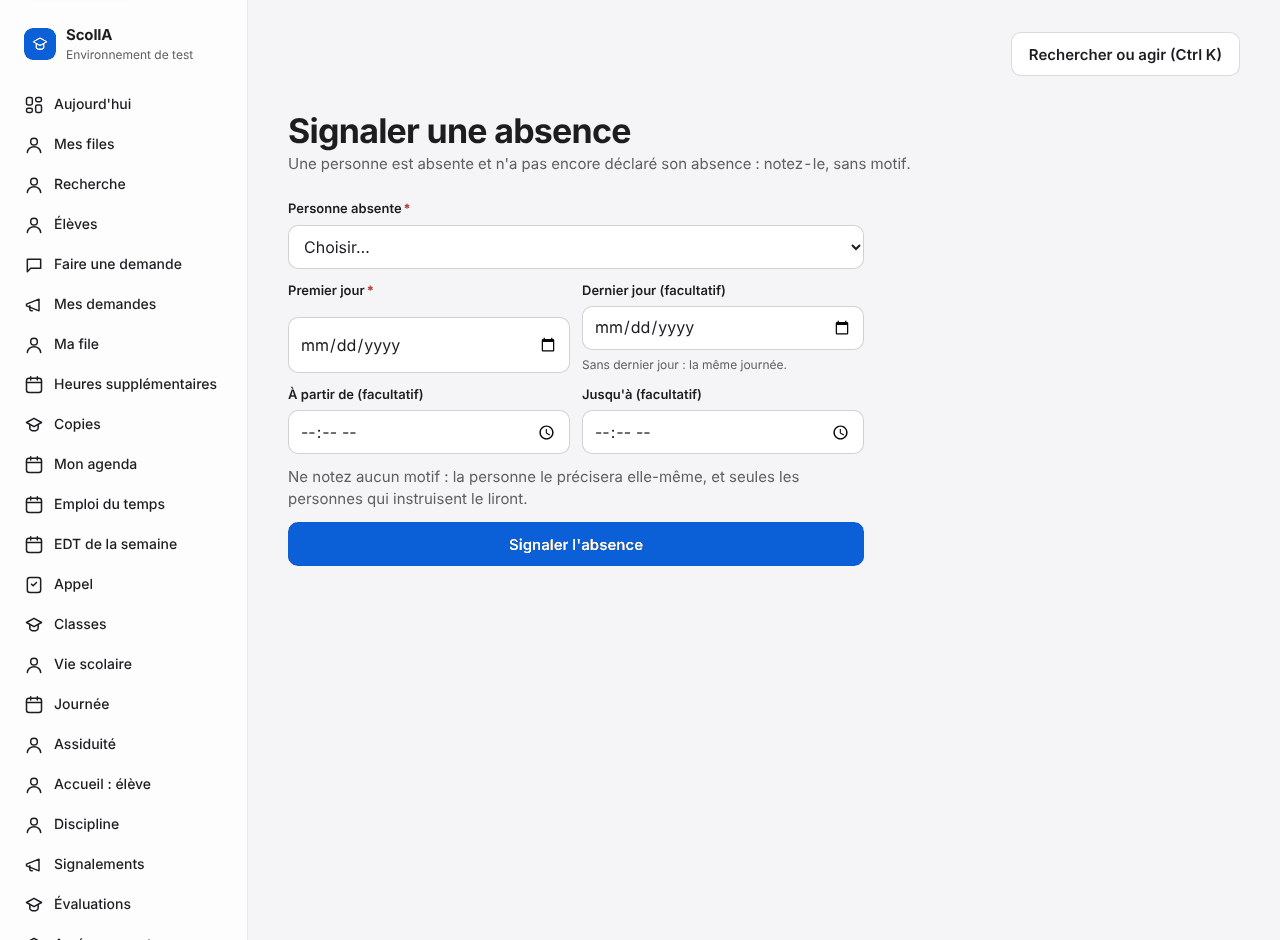 ScolIA
Environnement de test
Rechercher ou agir (Ctrl K)
Aujourd'hui
Mes files
Recherche
Élèves
Faire une demande
Mes demandes
Ma file
Heures supplémentaires
Copies
Mon agenda
Emploi du temps
EDT de la semaine
Appel
Classes
Vie scolaire
Journée
Assiduité
Accueil : élève
Discipline
Signalements
Évaluations
Signaler une absence
Une personne est absente et n'a pas encore déclaré son absence : notez-le, sans motif.
Personne absente *
Choisir...
Premier jour *
Dernier jour (facultatif)
mm/dd/yyyy
mm/dd/yyyy
Sans dernier jour : la même journée.
À partir de (facultatif)
Jusqu'à (facultatif)
--:-- --
--:-- --
Ne notez aucun motif : la personne le précisera elle-même, et seules les
personnes qui instruisent le liront.
Signaler l'absence